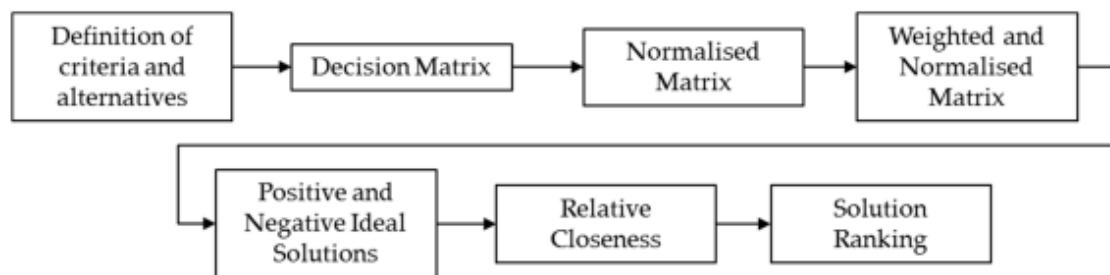 Definition of
criteria and
alternatives
Decision Matrix
Normalised
Matrix
Weighted and
Normalised
Matrix
Positive and
Negative Ideal
Solutions
Relative
Closeness
Solution
Ranking